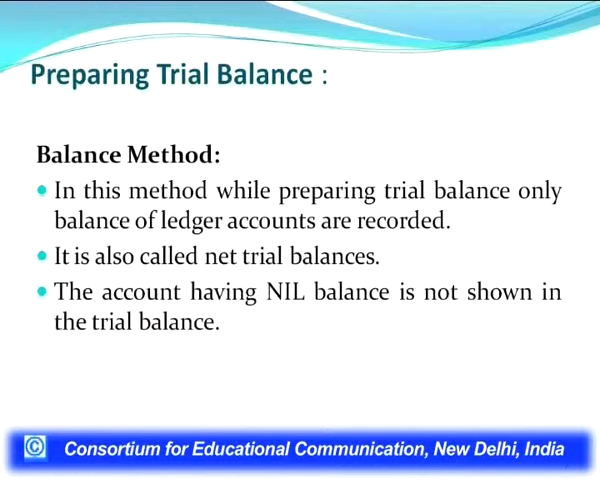 Preparing Trial Balance :
Balance Method:
• In this method while preparing trial balance only
balance of ledger accounts are recorded.
• It is also called net trial balances.
• The account having NIL balance is not shown in
the trial balance.
© Consortium for Educational Communication, New Delhi, India